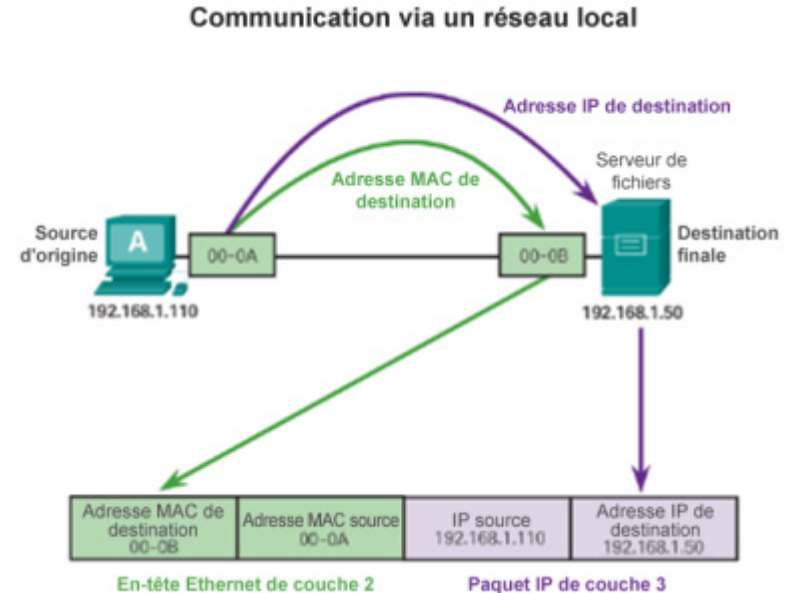 Communication via un réseau local
Adresse IP de destination
Adresse MAC de
destination
Serveur de
fichiers
Source
d'origine
A
00-0A
00-0B
Destination
finale
192.168.1.110
192.168.1.50
Adresse MAC de
destination
00-0B
Adresse MAC source
00-0A
IP source
192.168.1.110
Adresse IP de
destination
192.168.1.50
En-tête Ethernet de couche 2
Paquet IP de couche 3